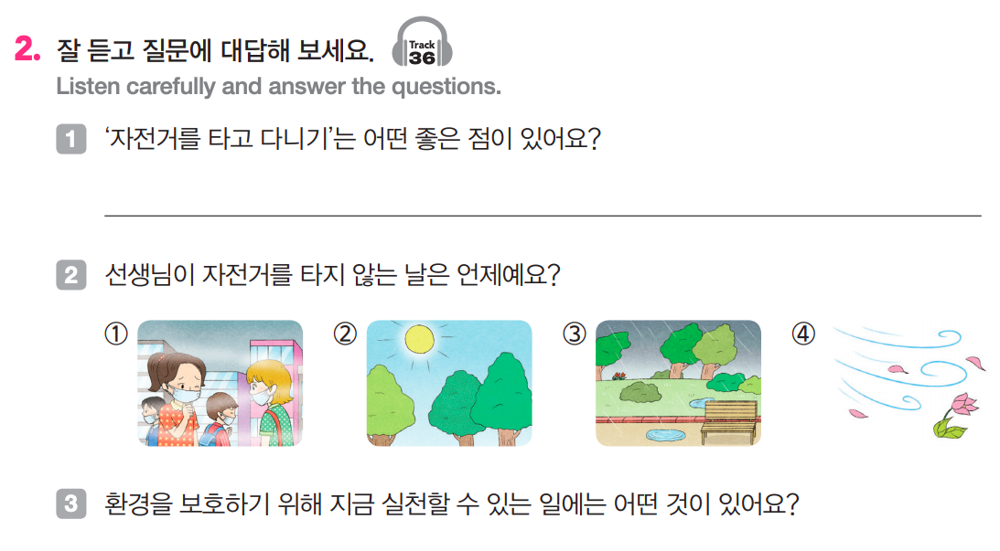 2. 잘 듣고 질문에 대답해 보세요. Track 36
Listen carefully and answer the questions.
1 ‘자전거를 타고 다니기’는 어떤 좋은 점이 있어요?
2 선생님이 자전거를 타지 않는 날은 언제예요?
① ② ③ ④
3 환경을 보호하기 위해 지금 실천할 수 있는 일에는 어떤 것이 있어요?